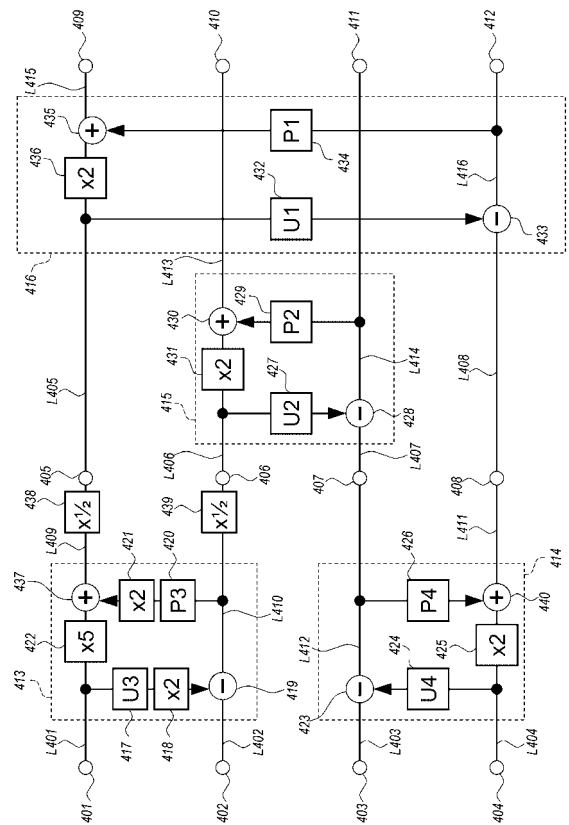 409
410
411
412
L415
435
+
436
x2
P1
434
432
U1
L416
−
433
416
L413
430
+
429
P2
431
x2
415
427
U2
L414
−
428
L405
L406
L407
L408
405
406
407
408
438
x½
439
x½
L409
L411
437
+
421
x2
420
P3
L410
426
P4
+
440
414
422
x5
413
U3
417
x2
418
−
419
L412
425
x2
424
U4
423
−
L401
L402
L403
L404
401
402
403
404